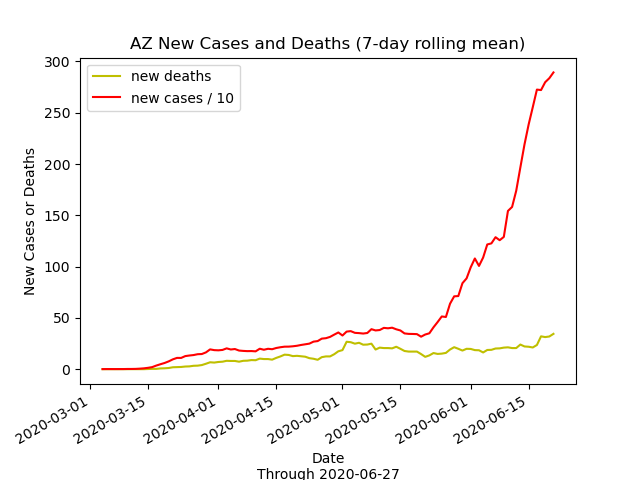 AZ New Cases and Deaths (7-day rolling mean)
new deaths
new cases / 10
300
250
200
150
100
50
0
New Cases or Deaths
2020-03-01
2020-03-15
2020-04-01
2020-04-15
2020-05-01
2020-05-15
2020-06-01
2020-06-15
Date
Through 2020-06-27